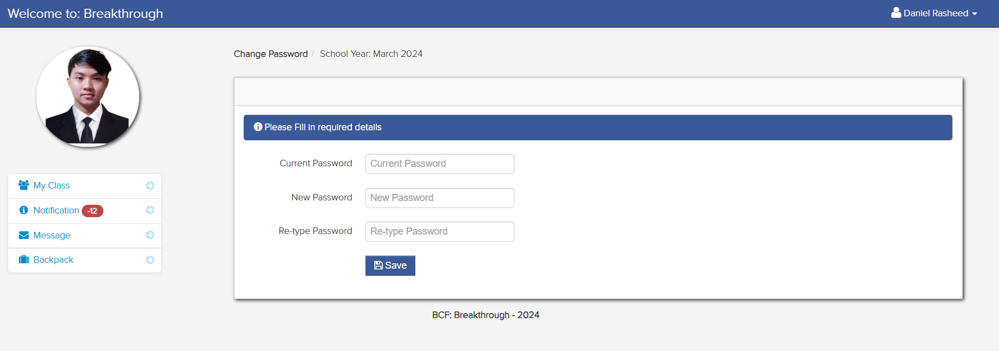 Welcome to: Breakthrough
Daniel Rasheed
Change Password / School Year: March 2024
My Class
Notification -12
Message
Backpack
Please Fill in required details
Current Password Current Password
New Password New Password
Re-type Password Re-type Password
Save
BCF: Breakthrough - 2024